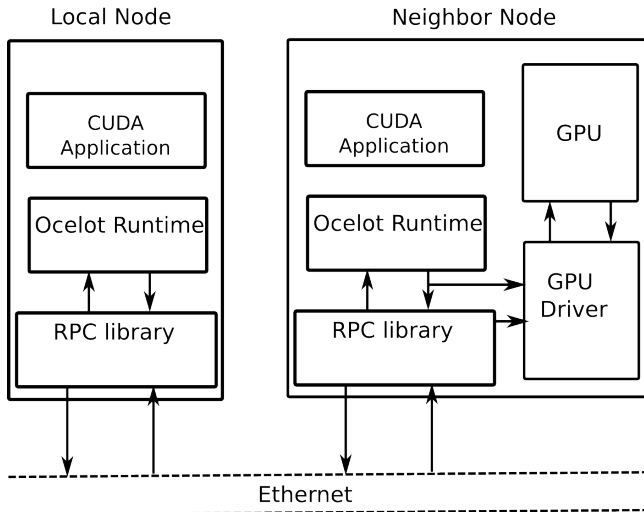 Local Node
CUDA
Application
Ocelot Runtime
RPC library
Neighbor Node
CUDA
Application
Ocelot Runtime
RPC library
GPU
GPU
Driver
Ethernet